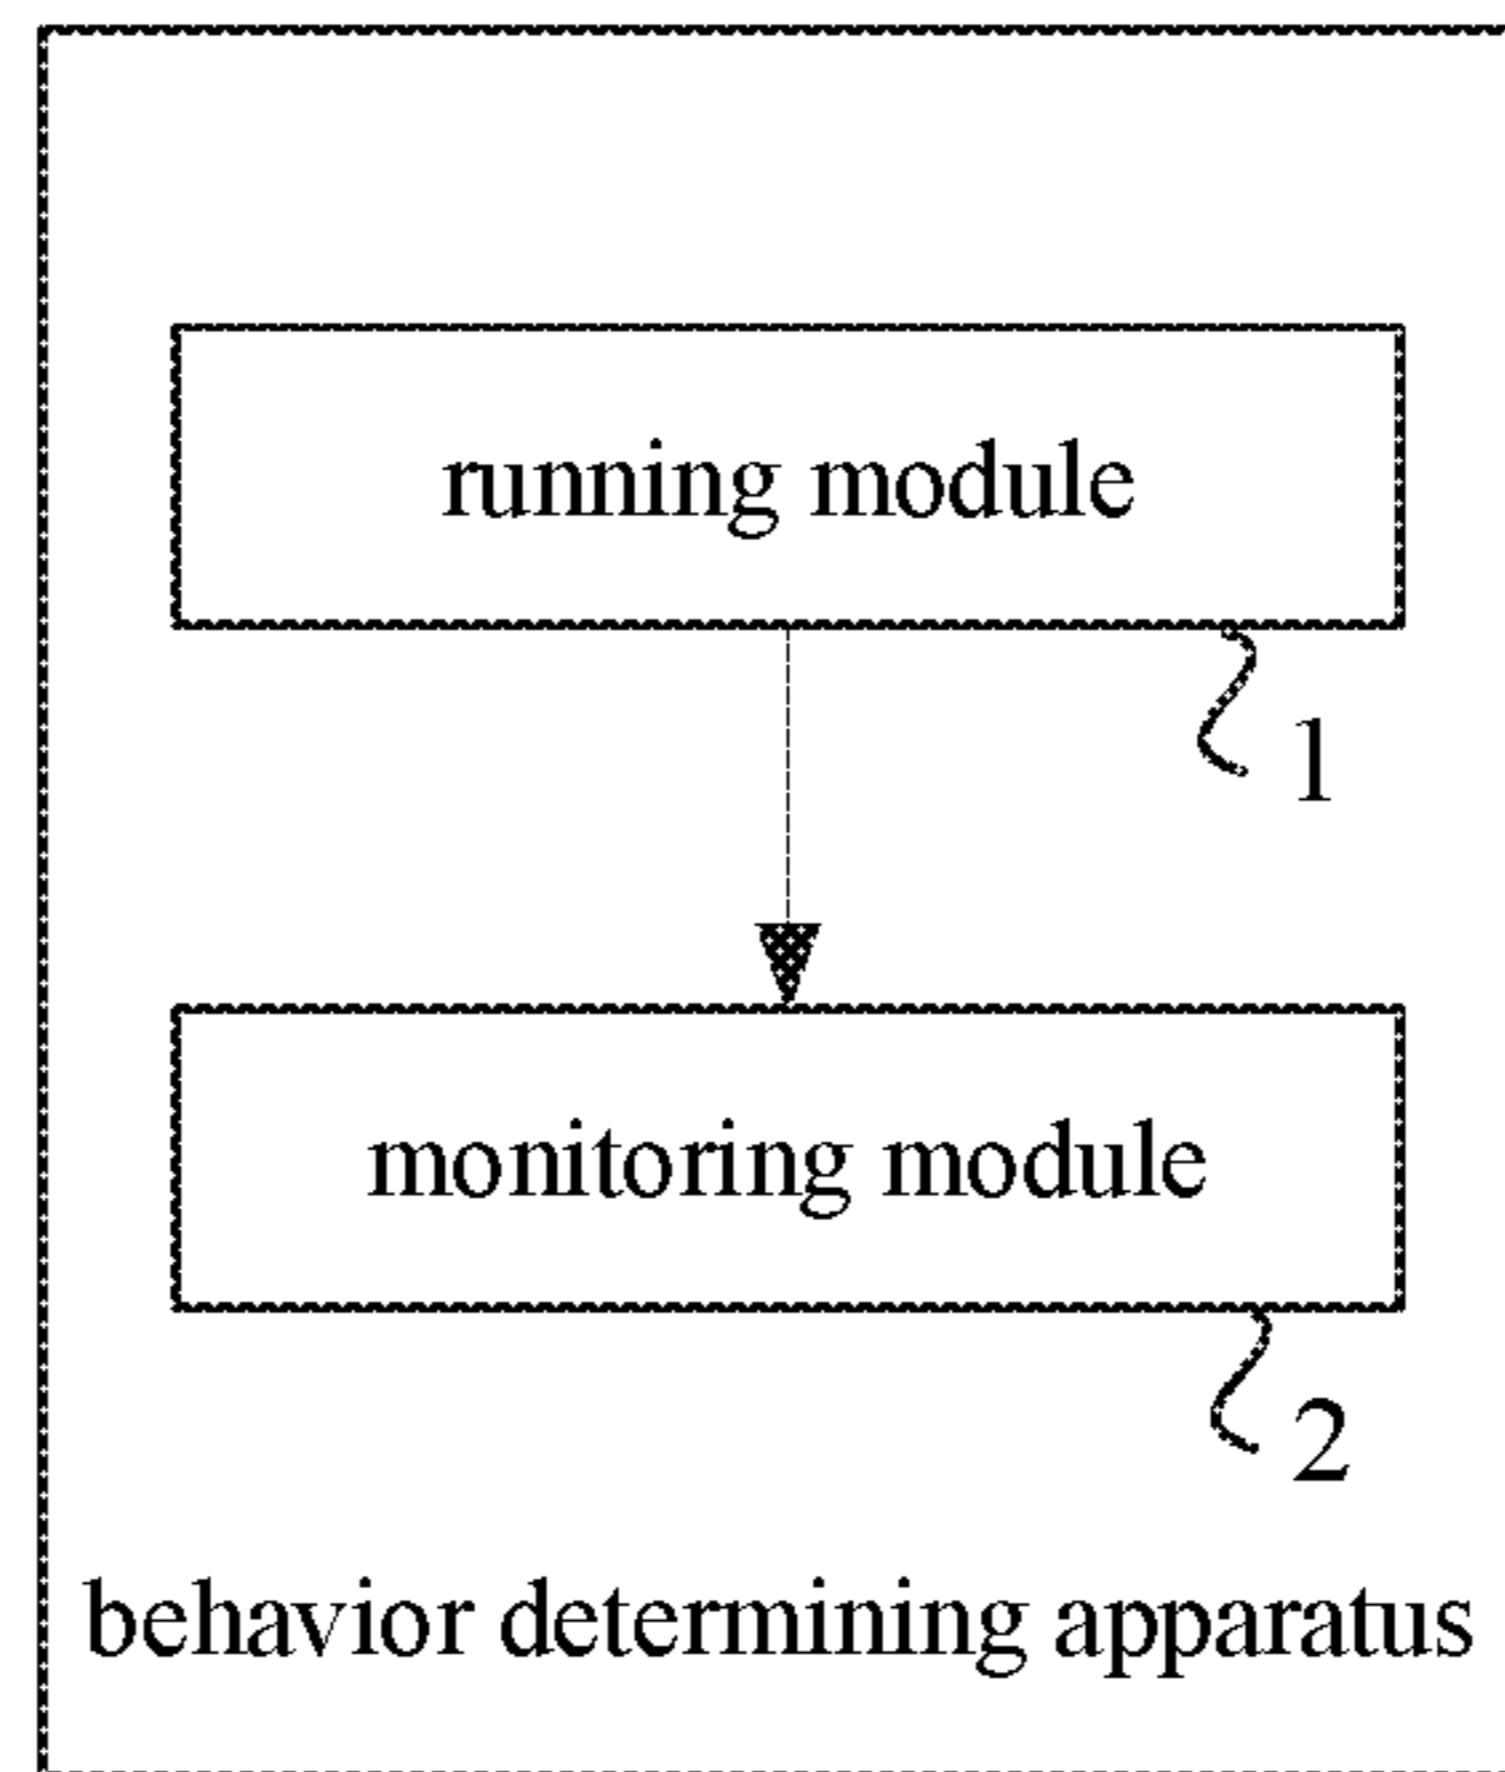 running module
1
monitoring module
2
behavior determining apparatus